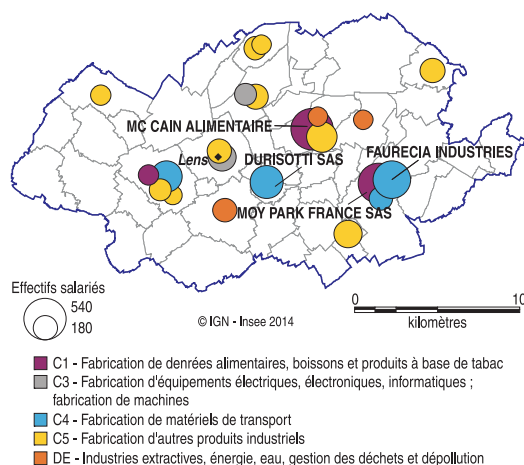 MC CAIN ALIMENTAIRE
FAURECIA INDUSTRIES
Lens
DURISOTTI SAS
MOY PARK FRANCE SAS
Effectifs salariés
540
180
© IGN - Insee 2014
0 10
kilomètres
C1 - Fabrication de denrées alimentaires, boissons et produits à base de tabac
C3 - Fabrication d'équipements électriques, électroniques, informatiques ;
fabrication de machines
C4 - Fabrication de matériels de transport
C5 - Fabrication d'autres produits industriels
DE - Industries extractives, énergie, eau, gestion des déchets et dépollution